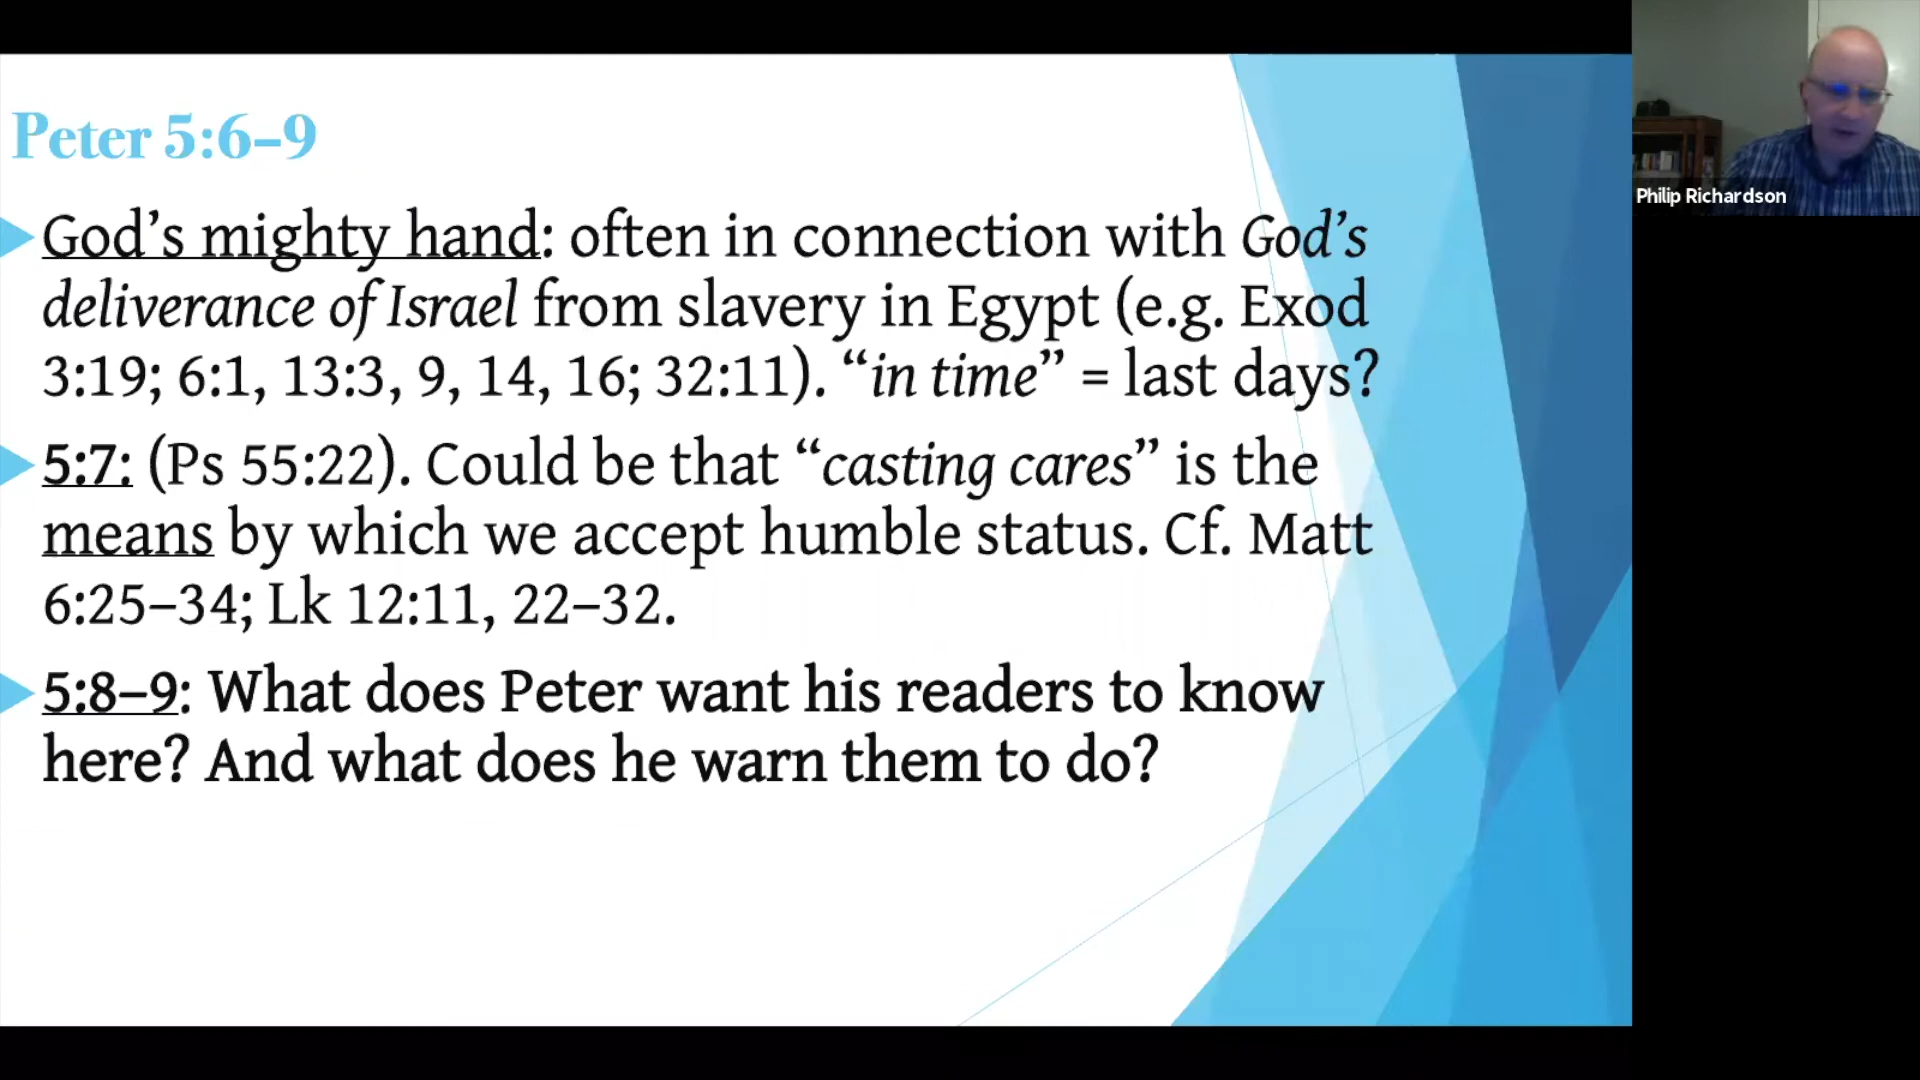 Peter 5:6–9
God’s mighty hand: often in connection with God’s
deliverance of Israel from slavery in Egypt (e.g. Exod
3:19; 6:1, 13:3, 9, 14, 16; 32:11). “in time” = last days?
5:7: (Ps 55:22). Could be that “casting cares” is the
means by which we accept humble status. Cf. Matt
6:25–34; Lk 12:11, 22–32.
5:8–9: What does Peter want his readers to know
here? And what does he warn them to do?
Philip Richardson